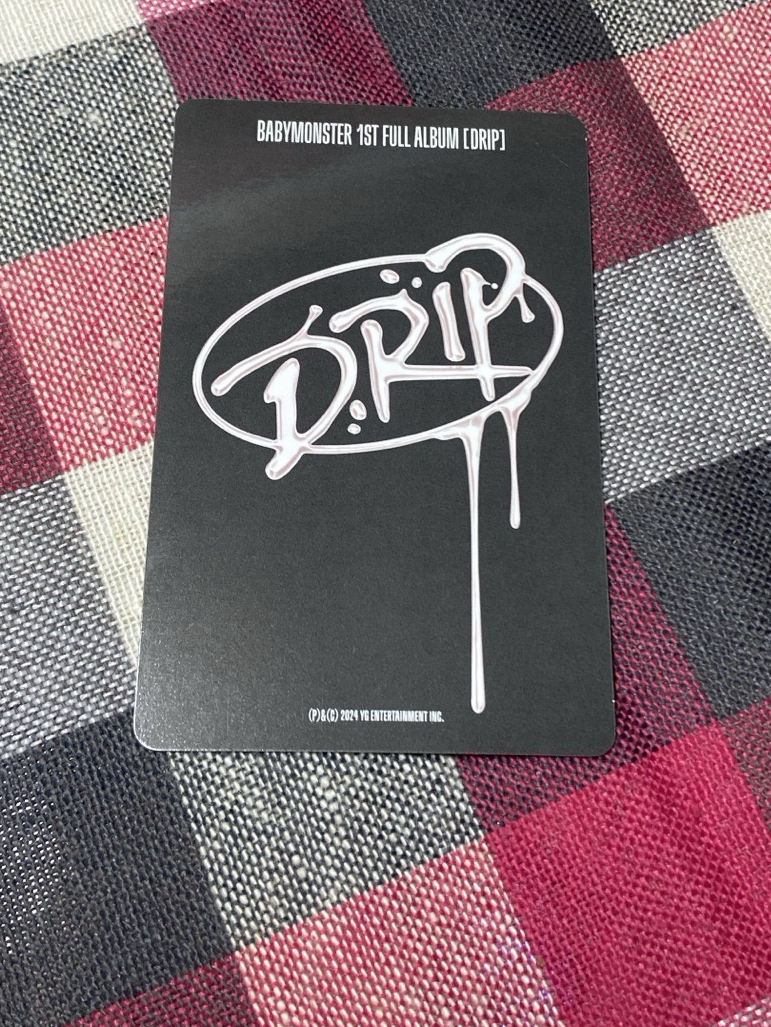 BABYMONSTER 1ST FULL ALBUM [DRIP]
DRIP
(P)&(C) 2024 YG ENTERTAINMENT INC.